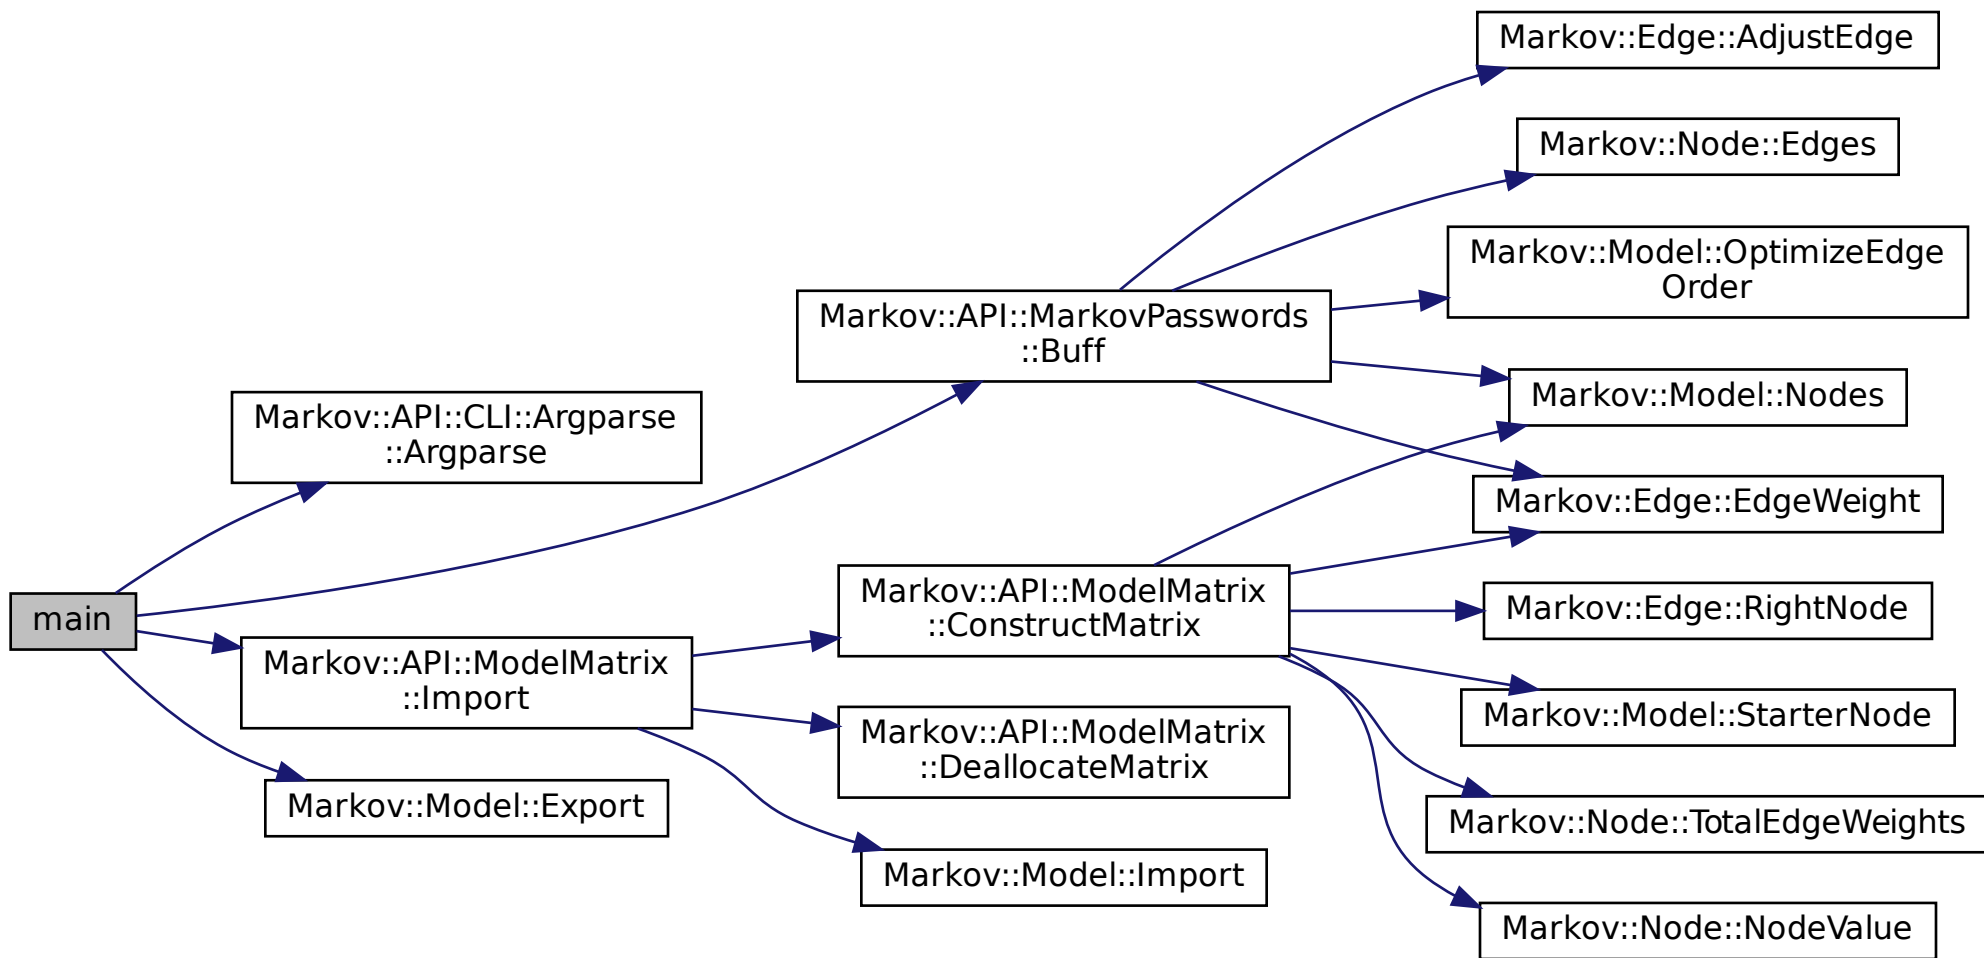 main
Markov::API::CLI::Argparse
::Argparse
Markov::API::MarkovPasswords
::Buff
Markov::Edge::AdjustEdge
Markov::Node::Edges
Markov::Model::OptimizeEdge
Order
Markov::Model::Nodes
Markov::Edge::EdgeWeight
Markov::API::ModelMatrix
::Import
Markov::API::ModelMatrix
::ConstructMatrix
Markov::Edge::RightNode
Markov::Model::StarterNode
Markov::Node::TotalEdgeWeights
Markov::Node::NodeValue
Markov::API::ModelMatrix
::DeallocateMatrix
Markov::Model::Import
Markov::Model::Export